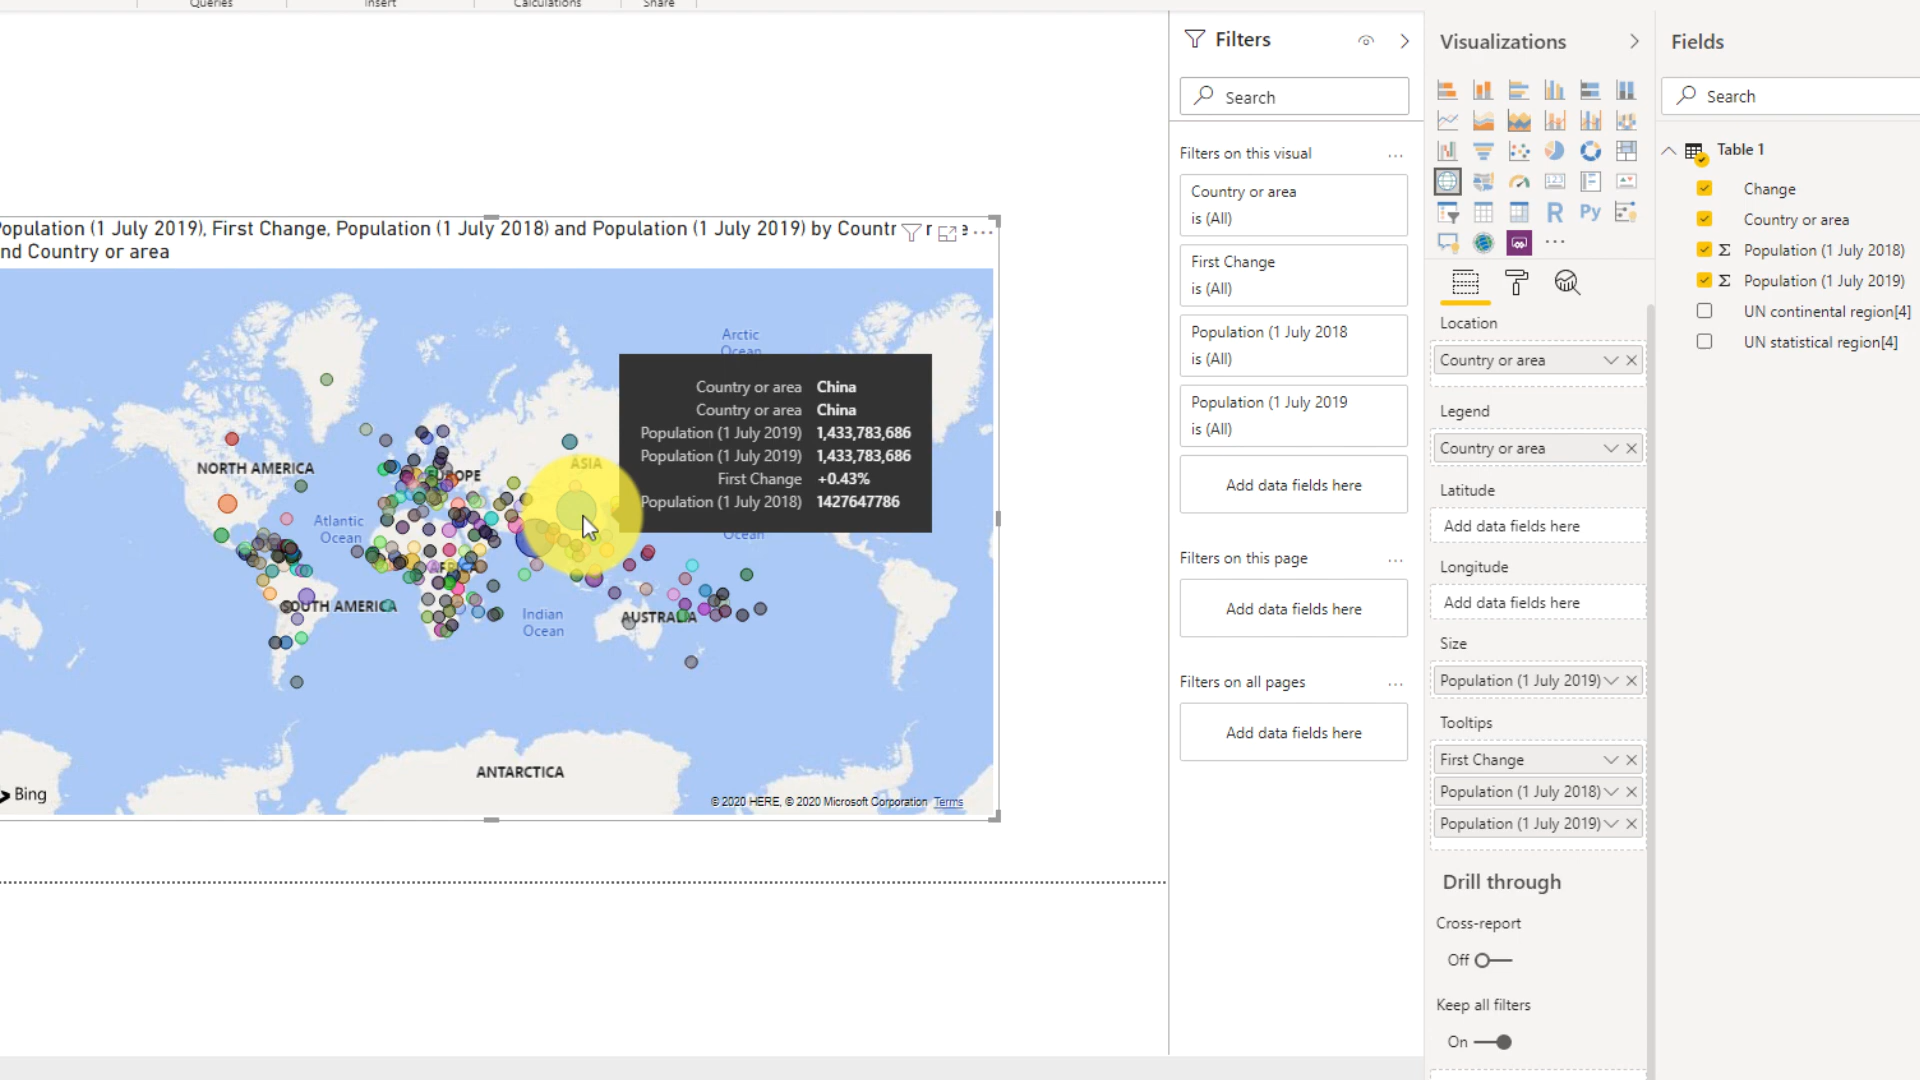 Queries
Insert
Calculations
Share
opulation (1 July 2019), First Change, Population (1 July 2018) and Population (1 July 2019) by Countr
nd Country or area
Arctic
Ocean
NORTH AMERICA
EUROPE
ASIA
Atlantic
Ocean
Ocean
AFRICA
SOUTH AMERICA
Indian
Ocean
AUSTRALIA
ANTARCTICA
Bing
© 2020 HERE, © 2020 Microsoft Corporation Terms
Country or area China
Country or area China
Population (1 July 2019) 1,433,783,686
Population (1 July 2019) 1,433,783,686
First Change +0.43%
Population (1 July 2018) 1427647786
Filters
Search
Filters on this visual ...
Country or area
is (All)
First Change
is (All)
Population (1 July 2018
is (All)
Population (1 July 2019
is (All)
Add data fields here
Filters on this page ...
Add data fields here
Filters on all pages ...
Add data fields here
Visualizations
R
Py
123
...
Location
Country or area
Legend
Country or area
Latitude
Add data fields here
Longitude
Add data fields here
Size
Population (1 July 2019)
Tooltips
First Change
Population (1 July 2018)
Population (1 July 2019)
Drill through
Cross-report
Off
Keep all filters
On
Fields
Search
Table 1
Change
Country or area
Σ Population (1 July 2018)
Σ Population (1 July 2019)
UN continental region[4]
UN statistical region[4]